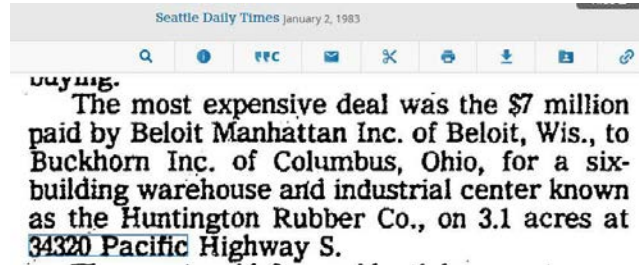 Seattle Daily Times January 2, 1983
buying.
The most expensive deal was the $7 million
paid by Beloit Manhattan Inc. of Beloit, Wis., to
Buckhorn Inc. of Columbus, Ohio, for a six-
building warehouse and industrial center known
as the Huntington Rubber Co., on 3.1 acres at
34320 Pacific Highway S.